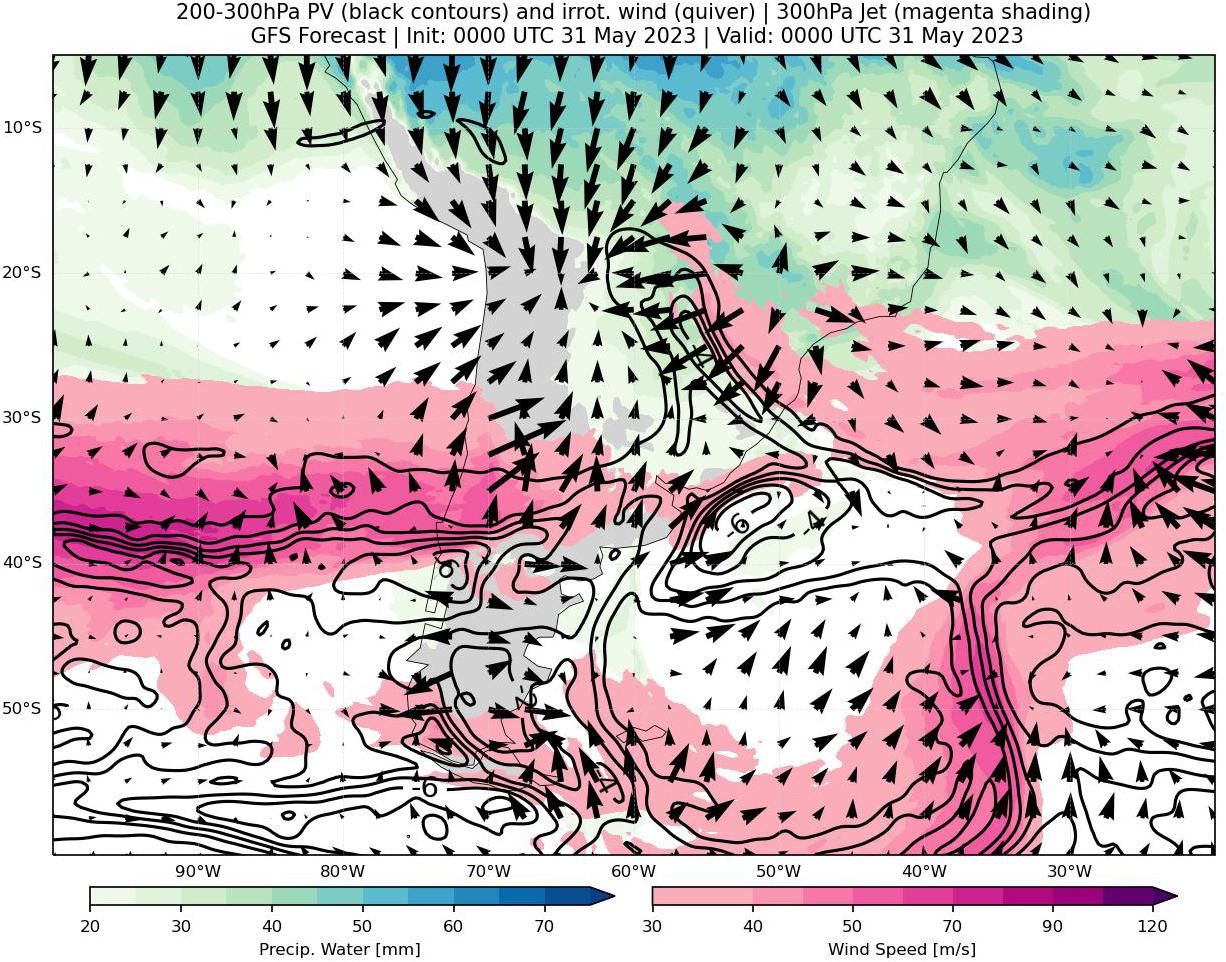 200-300hPa PV (black contours) and irrot. wind (quiver) | 300hPa Jet (magenta shading)
GFS Forecast | Init: 0000 UTC 31 May 2023 | Valid: 0000 UTC 31 May 2023
10°S
20°S
30°S
40°S
50°S
-6
-4
-4
-6
90°W 80°W 70°W 60°W 50°W 40°W 30°W
20 30 40 50 60 70
Precip. Water [mm]
30 40 50 70 90 120
Wind Speed [m/s]